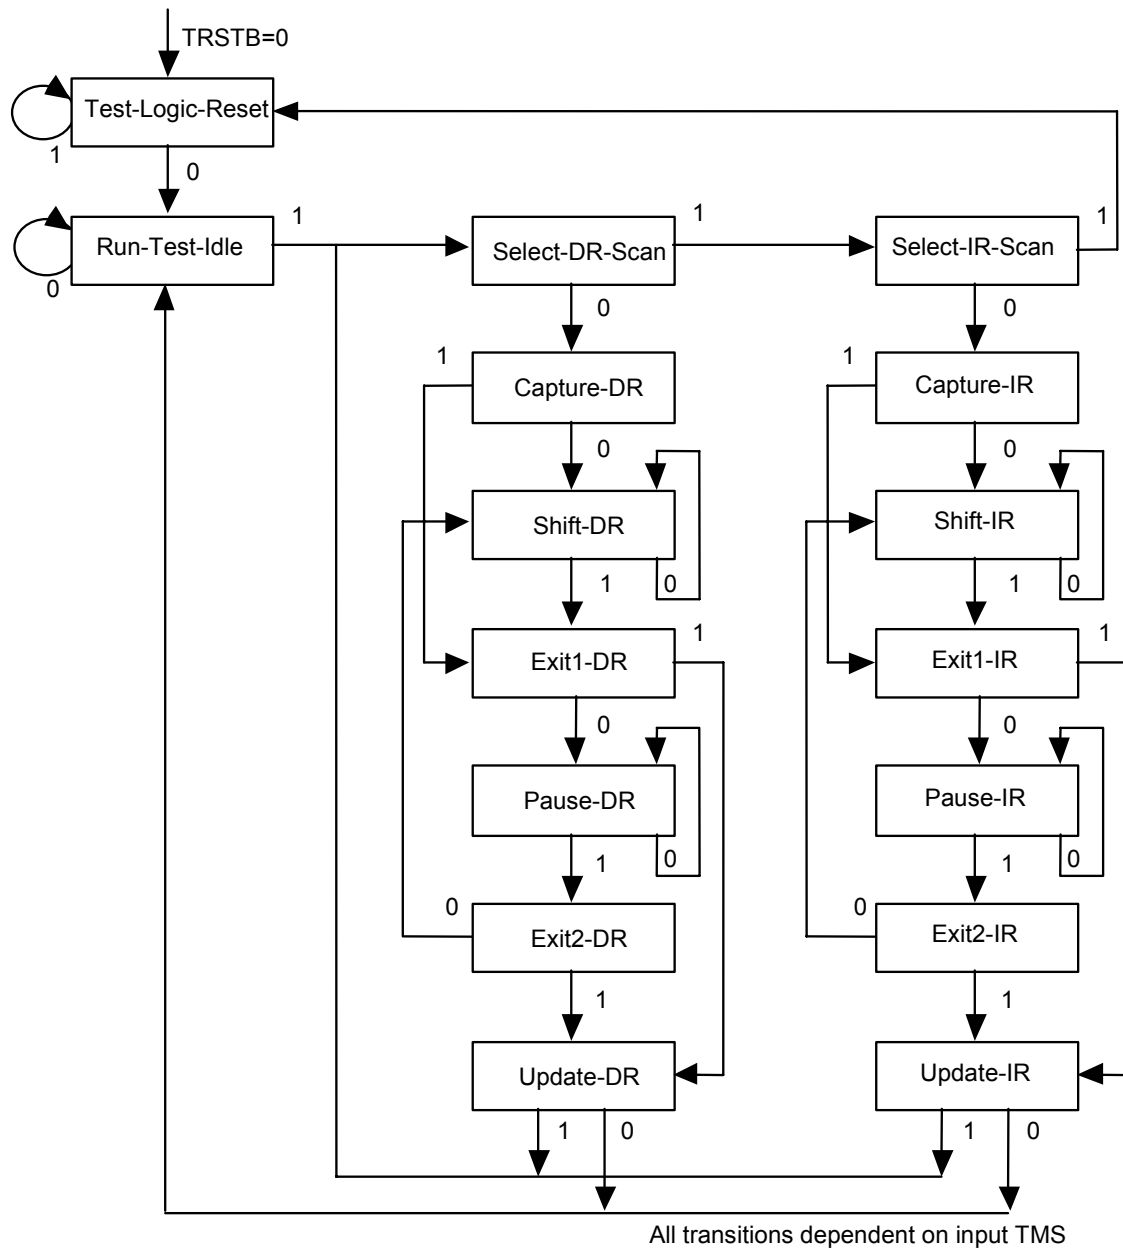 TRSTB=0
Test-Logic-Reset
1
0
Run-Test-Idle
0
1
Select-DR-Scan
1
Select-IR-Scan
1
0
0
1
Capture-DR
1
Capture-IR
0
0
Shift-DR
Shift-IR
1
0
1
0
Exit1-DR
1
Exit1-IR
1
0
0
Pause-DR
Pause-IR
1
0
1
0
0
Exit2-DR
0
Exit2-IR
1
1
Update-DR
Update-IR
1
0
1
0
All transitions dependent on input TMS